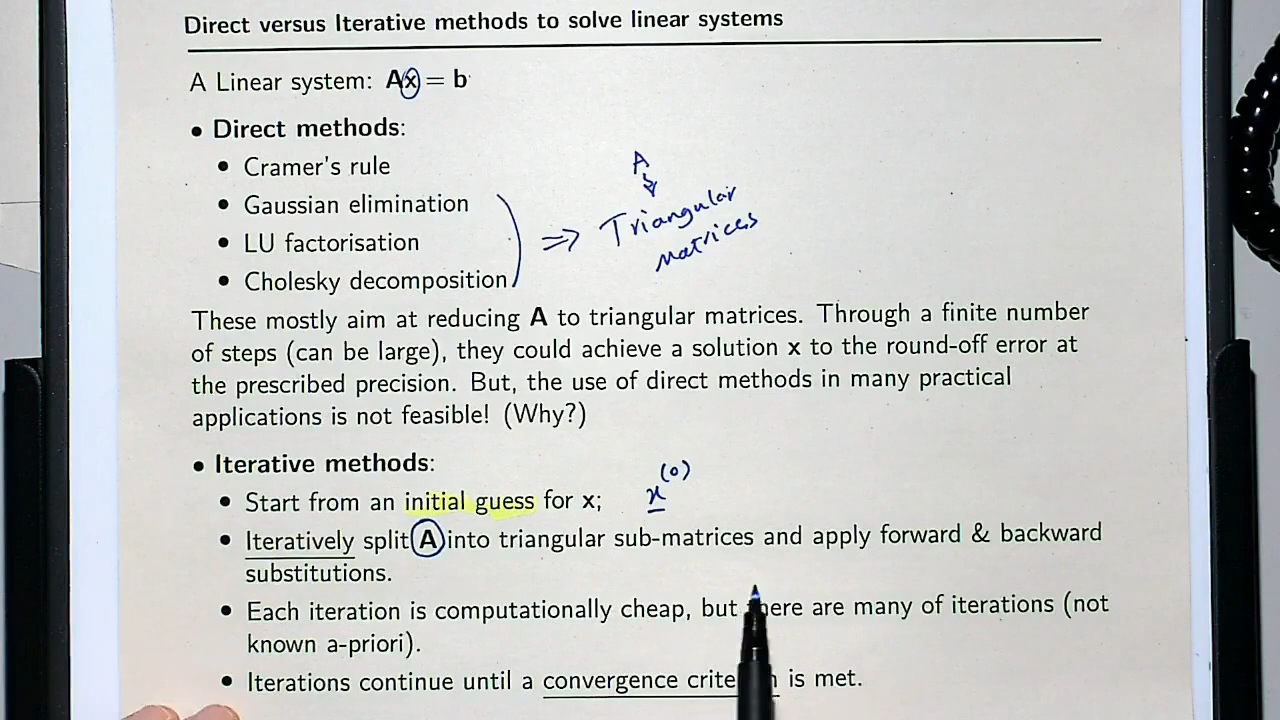 Direct versus Iterative methods to solve linear systems
A Linear system: Ax = b
• Direct methods:
• Cramer's rule
• Gaussian elimination
• LU factorisation
• Cholesky decomposition
A
⇒ Triangular
matrices
These mostly aim at reducing A to triangular matrices. Through a finite number
of steps (can be large), they could achieve a solution x to the round-off error at
the prescribed precision. But, the use of direct methods in many practical
applications is not feasible! (Why?)
• Iterative methods:
• Start from an initial guess for x; x^(0)
• Iteratively split A into triangular sub-matrices and apply forward & backward
substitutions.
• Each iteration is computationally cheap, but there are many of iterations (not
known a-priori).
• Iterations continue until a convergence is met.